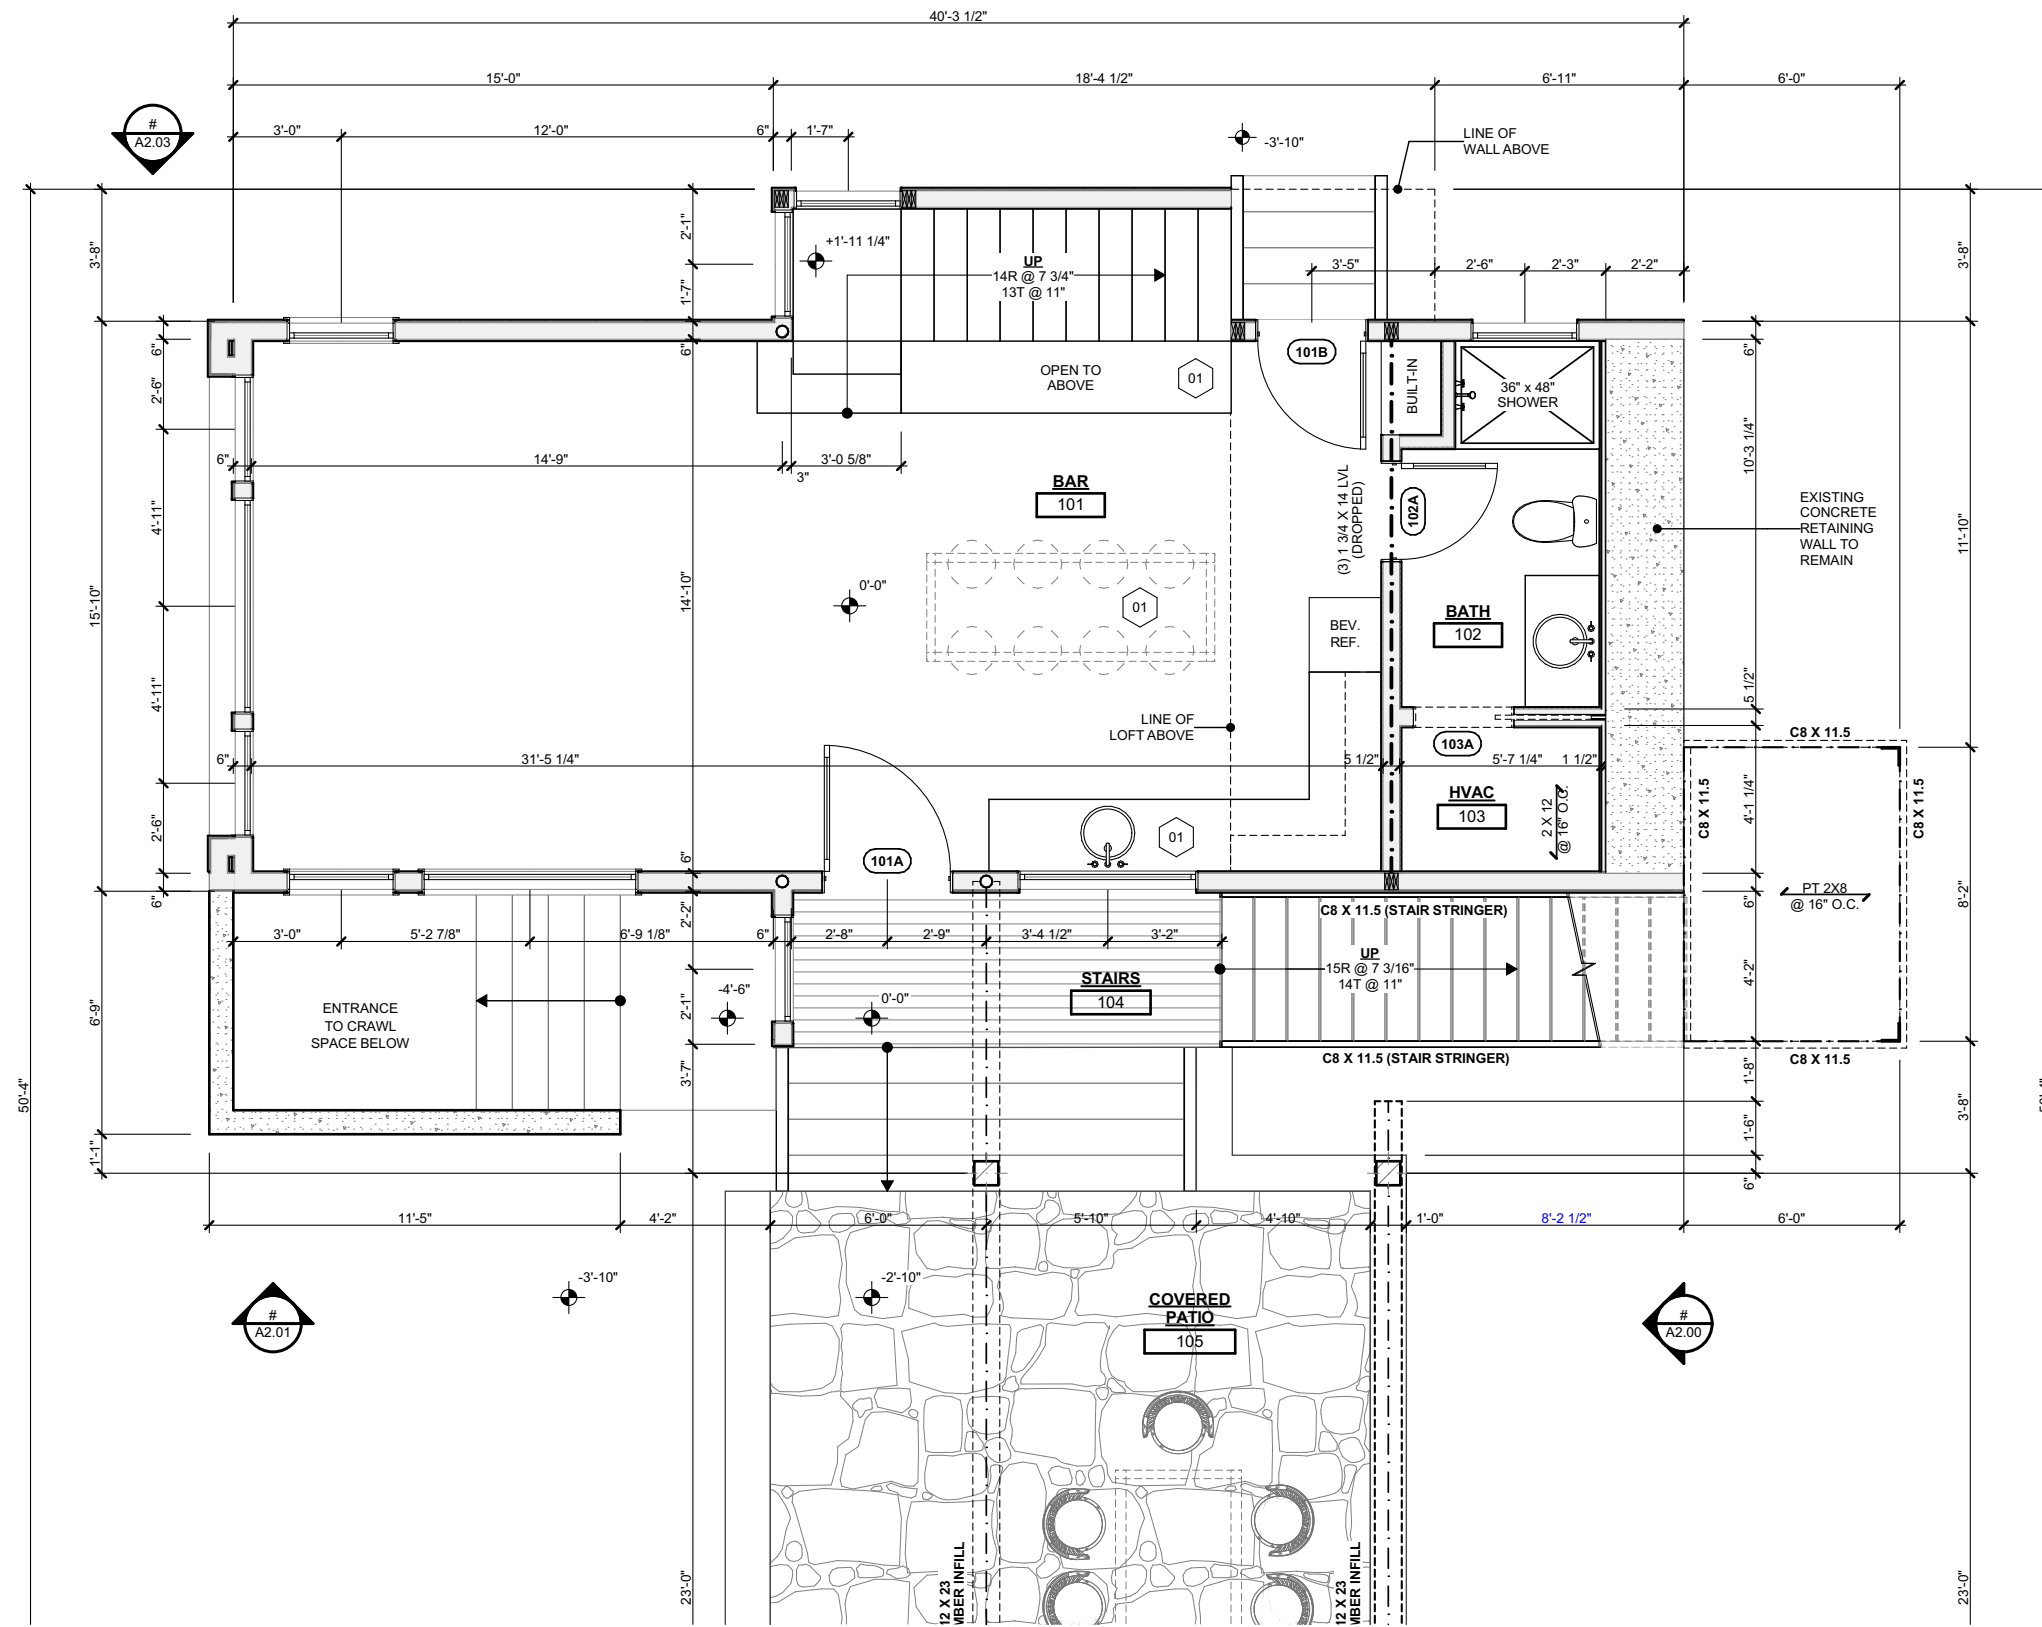 40'-3 1/2"
15'-0"
18'-4 1/2"
6'-11"
6'-0"
#
A2.03
3'-0"
12'-0"
6"
1'-7"
-3'-10"
LINE OF
WALL ABOVE
3'-8"
2'-1"
1'-7"
+1'-11 1/4"
UP
14R @ 7 3/4"
13T @ 11"
3'-5"
2'-6"
2'-3"
2'-2"
3'-8"
6"
6"
101B
6"
2'-6"
OPEN TO
ABOVE
01
BUILT-IN
36" x 48"
SHOWER
6"
14'-9"
3"
3'-0 5/8"
10'-3 1/4"
BAR
101
(3) 1 3/4 X 14 LVL
(DROPPED)
102A
EXISTING
CONCRETE
RETAINING
WALL TO
REMAIN
4'-11"
11'-10"
15'-10"
14'-10"
0'-0"
01
BEV.
REF.
BATH
102
4'-11"
5 1/2"
LINE OF
LOFT ABOVE
103A
C8 X 11.5
6"
31'-5 1/4"
5 1/2"
5'-7 1/4"
1 1/2"
HVAC
103
2 X 12
@ 16" O.C.
4'-1 1/4"
C8 X 11.5
C8 X 11.5
2'-6"
01
101A
6"
6"
6"
PT 2X8
@ 16" O.C.
8'-2"
C8 X 11.5 (STAIR STRINGER)
2'-2"
3'-0"
5'-2 7/8"
6'-9 1/8"
6"
2'-8"
2'-9"
3'-4 1/2"
3'-2"
UP
15R @ 7 3/16"
14T @ 11"
4'-2"
STAIRS
104
-4'-6"
0'-0"
2'-1"
6'-9"
ENTRANCE
TO CRAWL
SPACE BELOW
C8 X 11.5 (STAIR STRINGER)
C8 X 11.5
3'-7"
1'-8"
50'-4"
3'-8"
1'-6"
1'-1"
6"
11'-5"
4'-2"
6'-0"
5'-10"
4'-10"
1'-0"
8'-2 1/2"
6'-0"
-3'-10"
-2'-10"
COVERED
PATIO
105
#
A2.01
#
A2.00
23'-0"
12 X 23
MBER INFILL
12 X 23
MBER INFILL
23'-0"